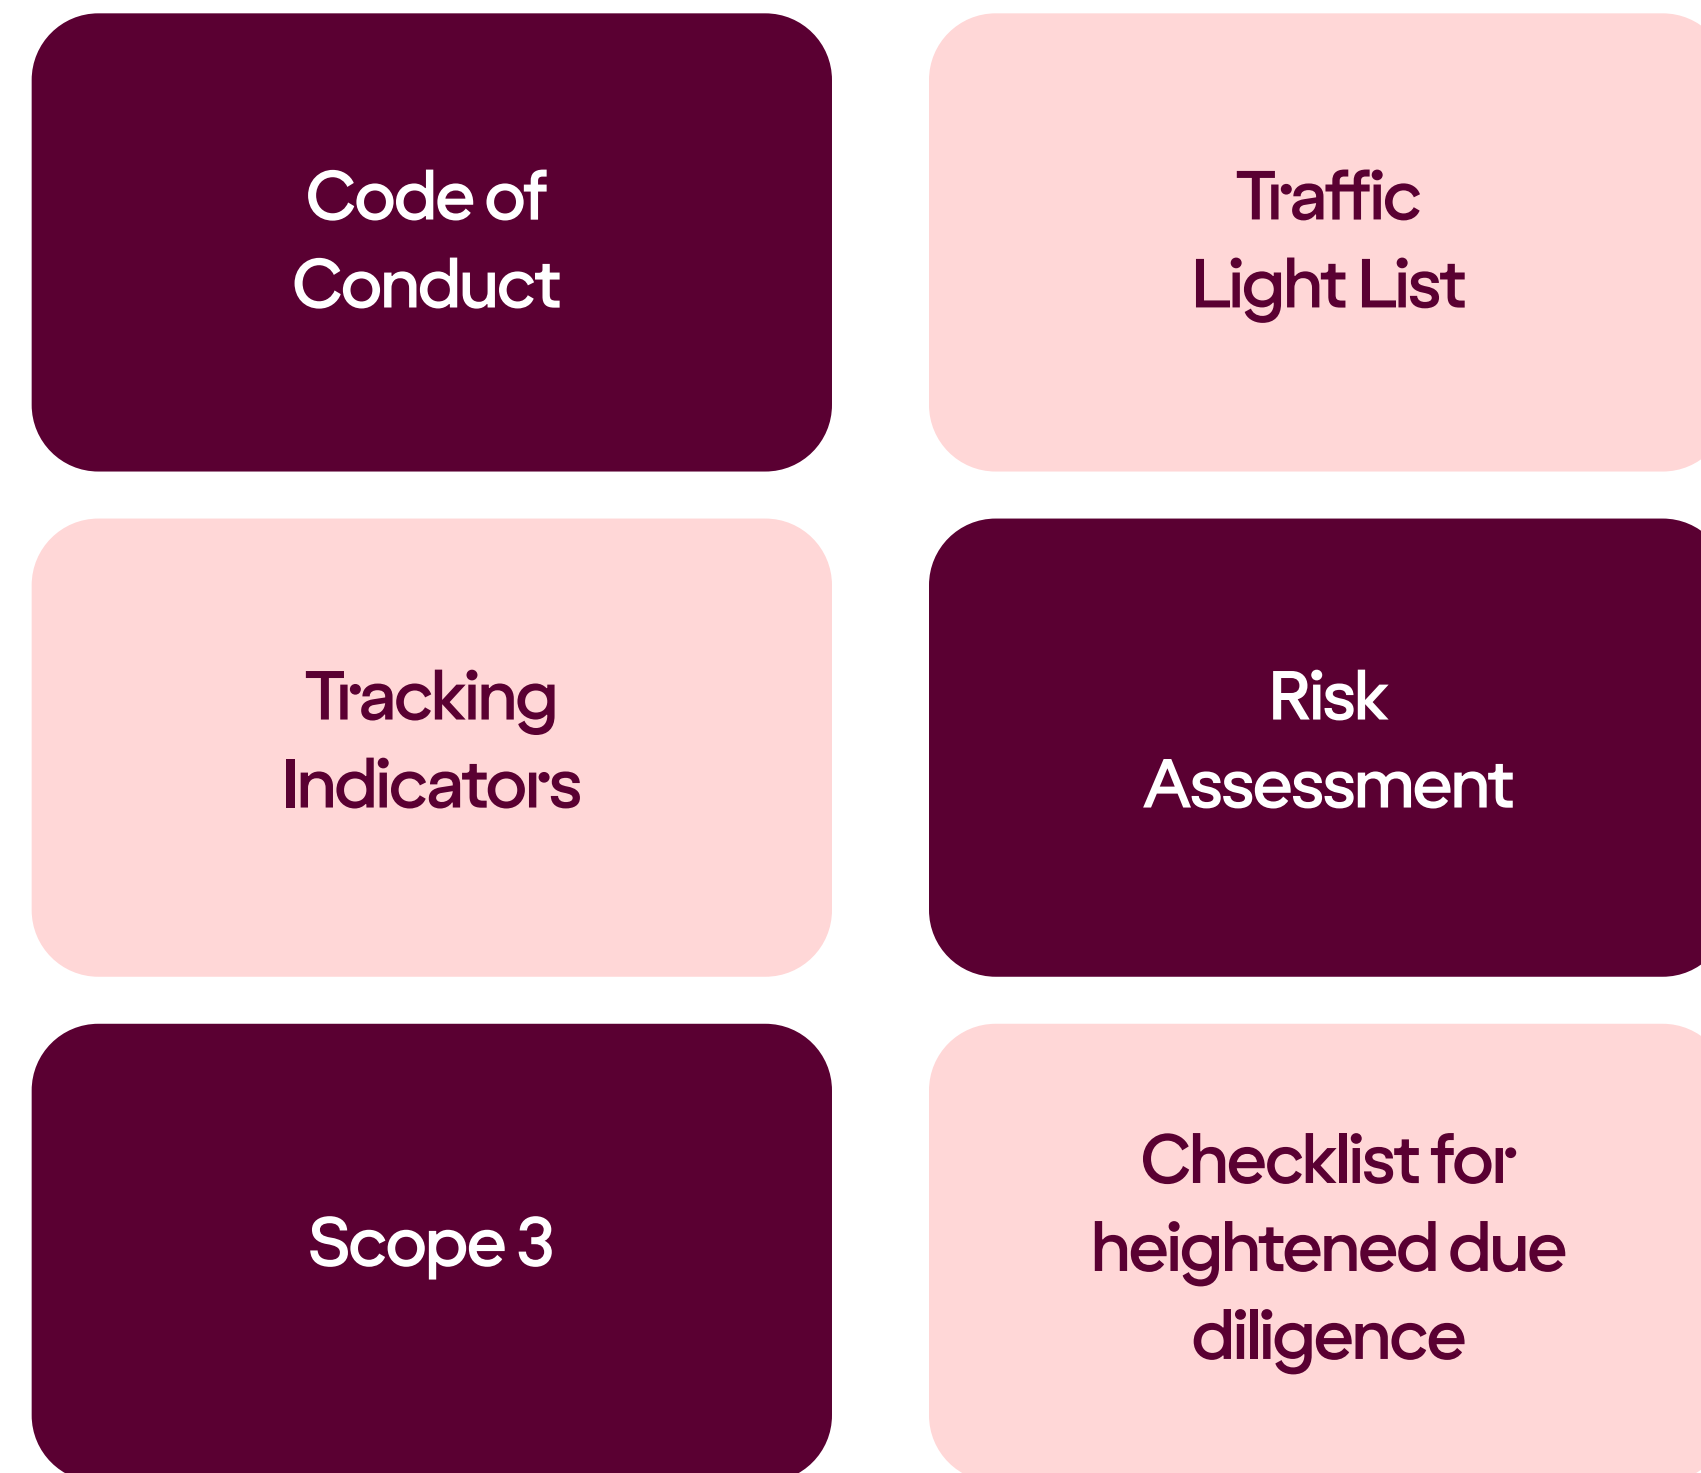 Code of
Conduct
Traffic
Light List
Tracking
Indicators
Risk
Assessment
Scope 3
Checklist for
heightened due
diligence